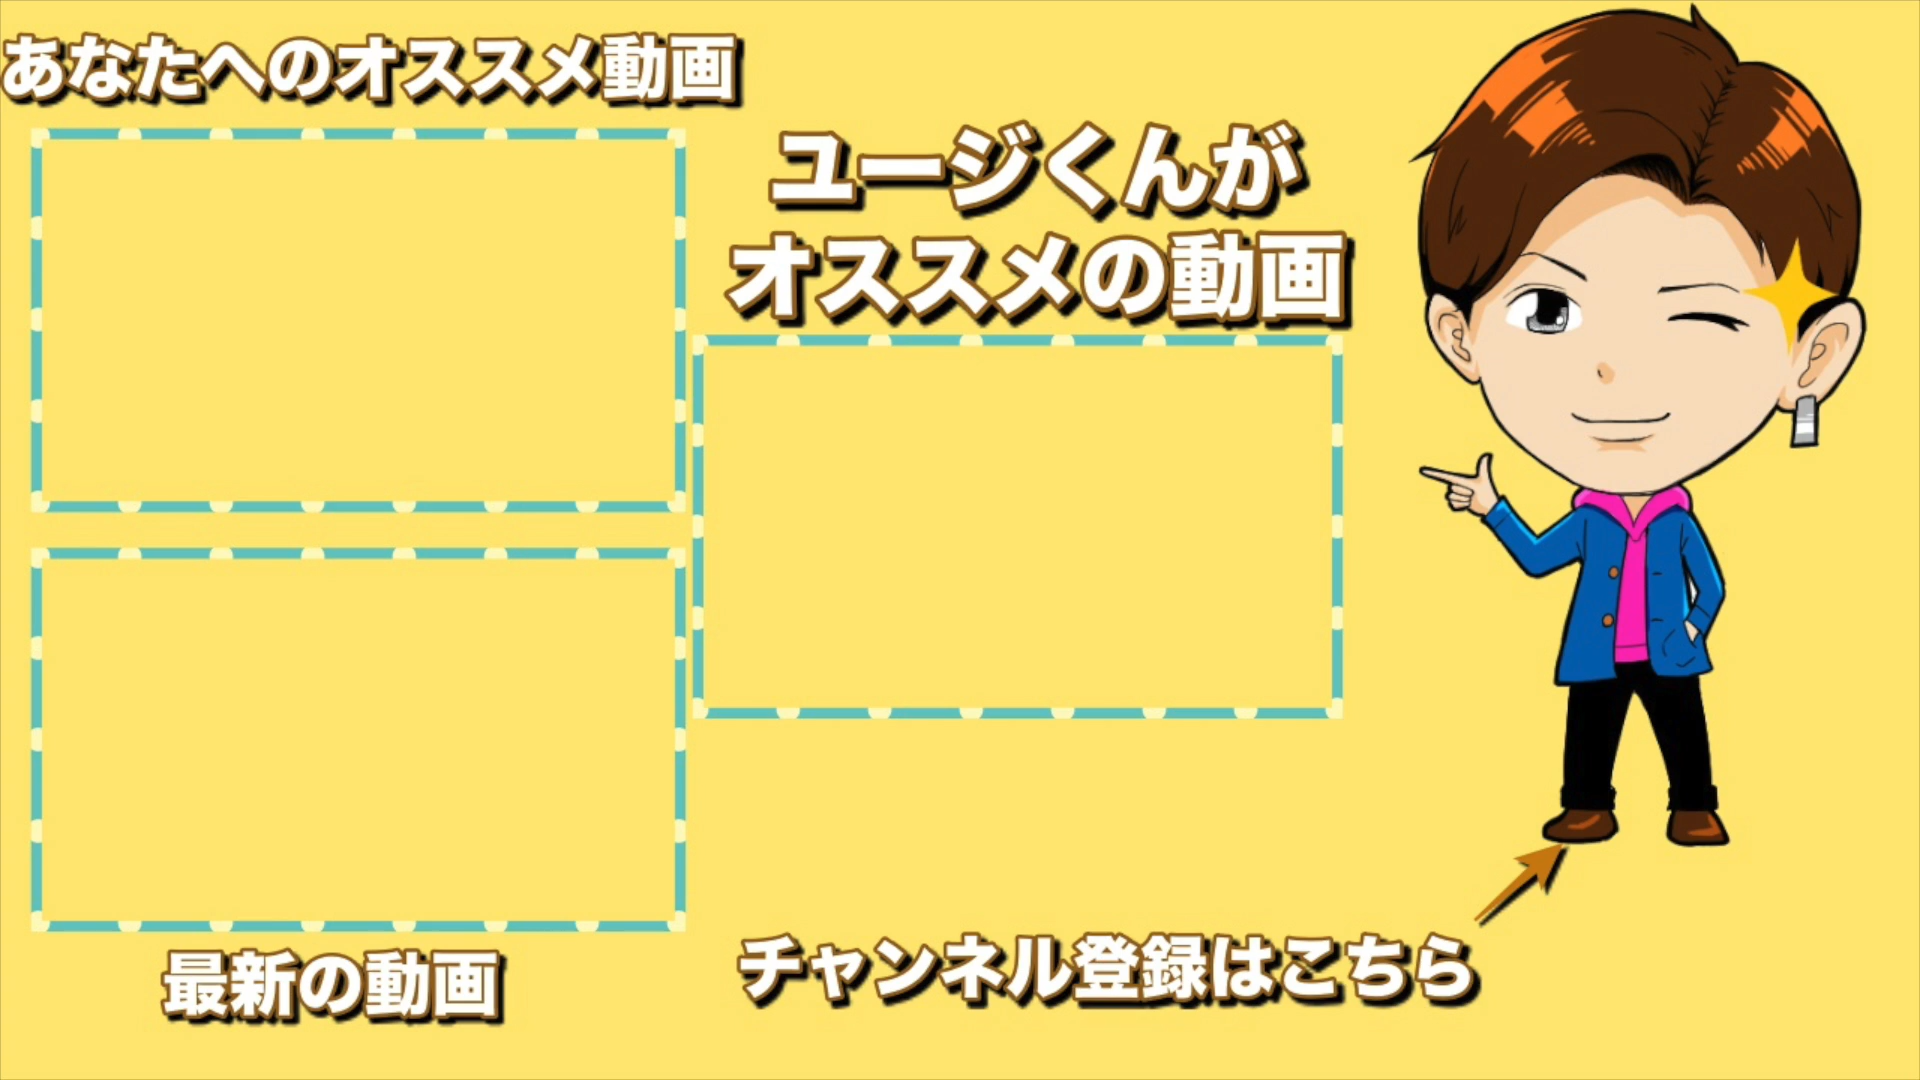 あなたへのオススメ動画
ユージくんが
オススメの動画
最新の動画
チャンネル登録はこちら